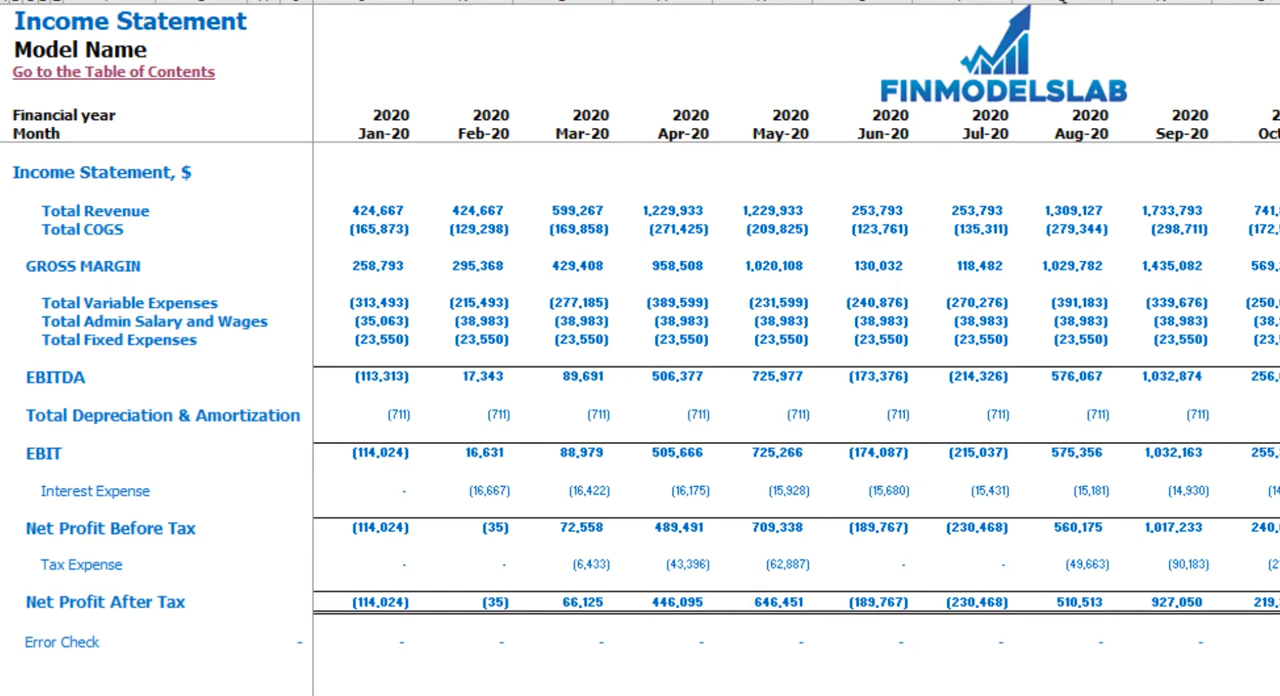 Income Statement
Model Name
Go to the Table of Contents
FINMODELSLAB
Financial year 2020 2020 2020 2020 2020 2020 2020 2020 2020
Month Jan-20 Feb-20 Mar-20 Apr-20 May-20 Jun-20 Jul-20 Aug-20 Sep-20
Income Statement, $
Total Revenue 424,667 424,667 599,267 1,229,933 1,229,933 253,793 253,793 1,309,127 1,733,793 741,
Total COGS (165,873) (129,298) (169,858) (271,425) (209,825) (123,761) (135,311) (279,344) (298,711) (172,
GROSS MARGIN 258,793 295,368 429,408 958,508 1,020,108 130,032 118,482 1,029,782 1,435,082 569,
Total Variable Expenses (313,493) (215,493) (277,185) (389,599) (231,599) (240,876) (270,276) (391,183) (339,676) (250,
Total Admin Salary and Wages (35,063) (38,983) (38,983) (38,983) (38,983) (38,983) (38,983) (38,983) (38,983) (38,
Total Fixed Expenses (23,550) (23,550) (23,550) (23,550) (23,550) (23,550) (23,550) (23,550) (23,550) (23,
EBITDA (113,313) 17,343 89,691 506,377 725,977 (173,376) (214,326) 576,067 1,032,874 256,
Total Depreciation & Amortization (711) (711) (711) (711) (711) (711) (711) (711) (711)
EBIT (114,024) 16,631 88,979 505,666 725,266 (174,087) (215,037) 575,356 1,032,163 255,
Interest Expense - (16,667) (16,422) (16,175) (15,928) (15,680) (15,431) (15,181) (14,930)
Net Profit Before Tax (114,024) (35) 72,558 489,491 709,338 (189,767) (230,468) 560,175 1,017,233 240,
Tax Expense - - (6,433) (43,396) (62,887) - - (49,663) (90,183)
Net Profit After Tax (114,024) (35) 66,125 446,095 646,451 (189,767) (230,468) 510,513 927,050 219,
Error Check - - - - - - - - - -